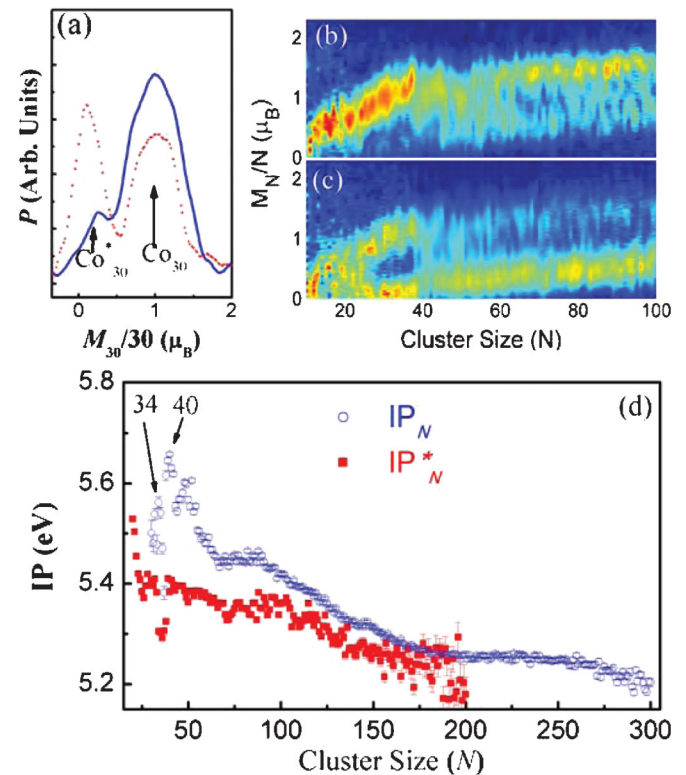 (a)
P (Arb. Units)
Co*30
Co30
0 1 2
M30/30 (μB)
(b)
(c)
MN/N (μB)
2
1
0
2
1
0
20 40 60 80 100
Cluster Size (N)
(d)
34 40
IPN
IP*N
IP (eV)
5.8
5.6
5.4
5.2
50 100 150 200 250 300
Cluster Size (N)